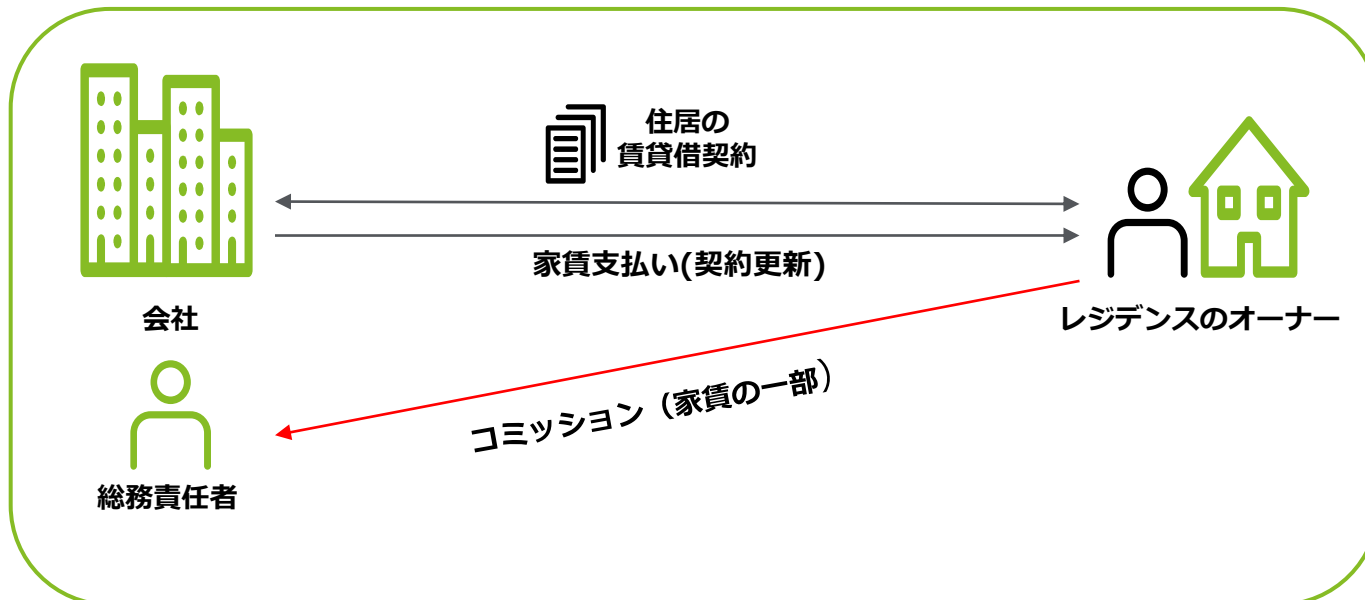 住居の
賃貸借契約
家賃支払い(契約更新)
会社
レジデンスのオーナー
コミッション（家賃の一部）
総務責任者